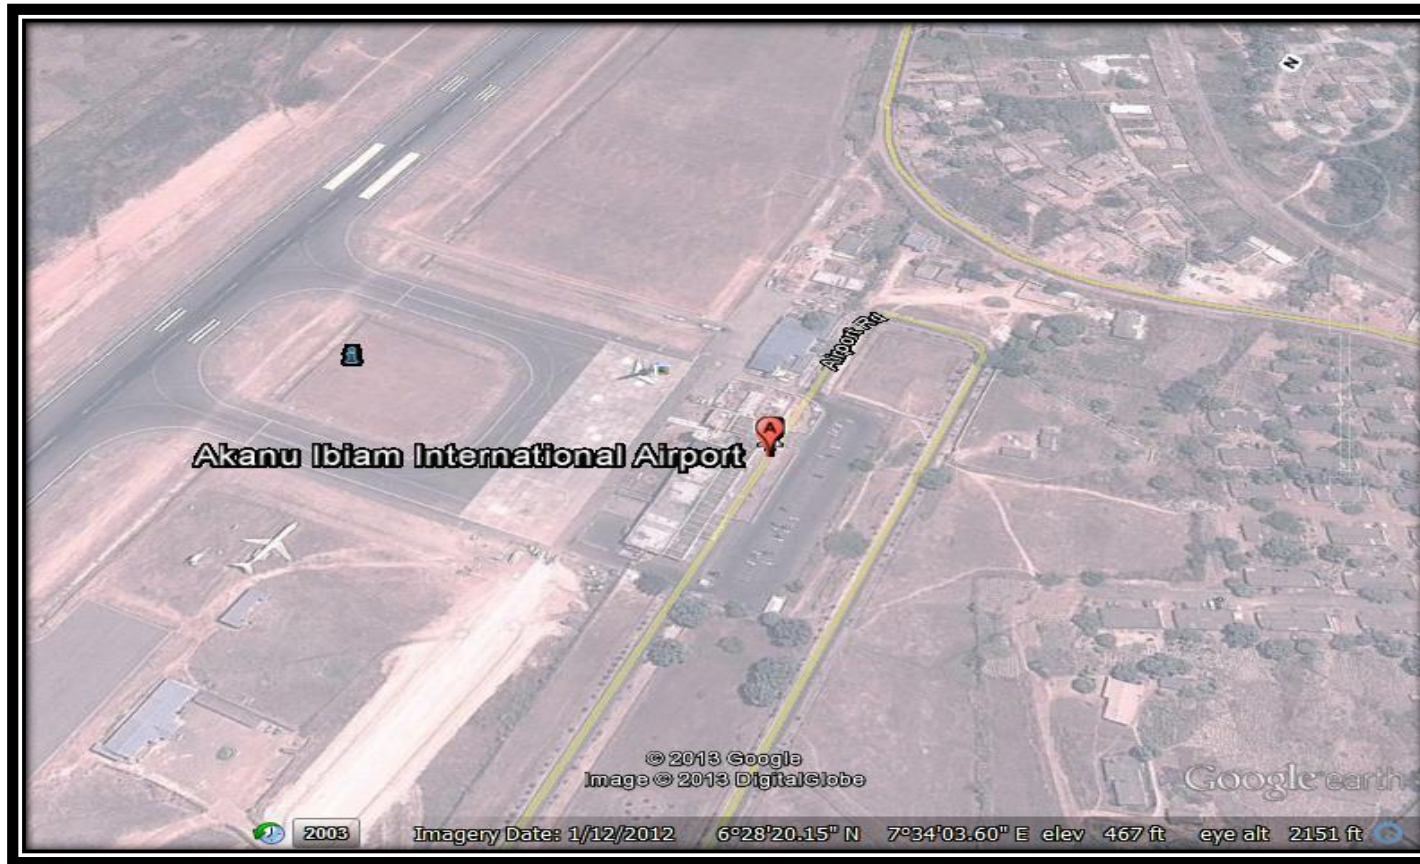 N
Airport Rd
A
Akanu Ibiam International Airport
© 2013 Google
Image © 2013 DigitalGlobe
Google earth
2003
Imagery Date: 1/12/2012 6°28'20.15" N 7°34'03.60" E elev 467 ft eye alt 2151 ft